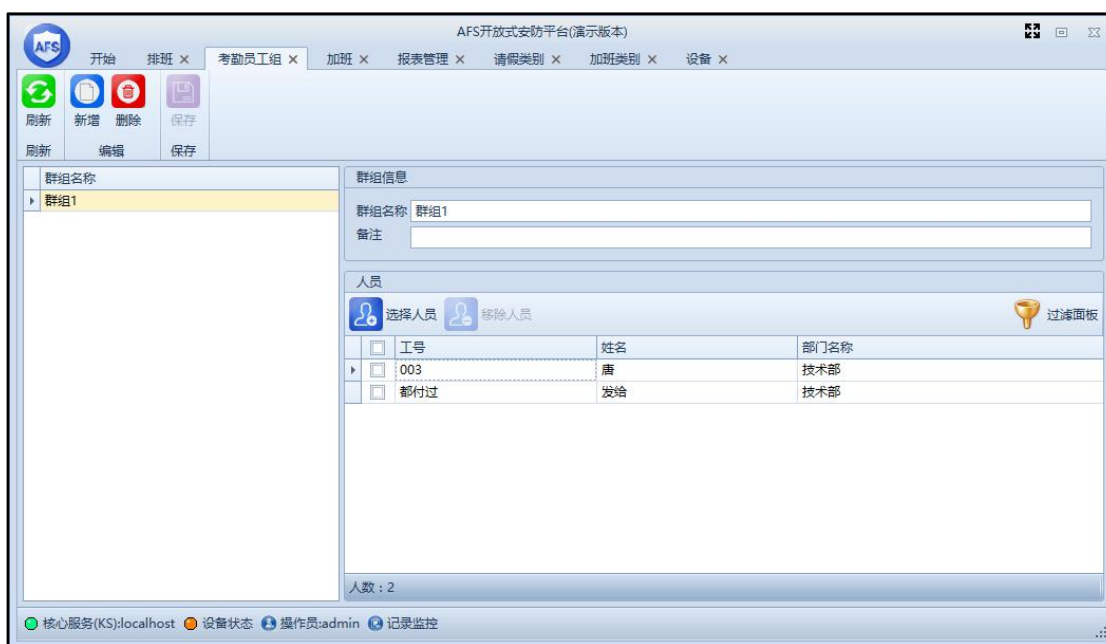 AFS开放式安防平台(演示版本)
AFS
开始 排班 考勤员工组 加班 报表管理 请假类别 加班类别 设备
刷新 新增 删除 保存
刷新 编辑 保存
群组名称
群组1
群组信息
群组名称 群组1
备注
人员
选择人员 移除人员 过滤面板
工号 姓名 部门名称
003 唐 技术部
都付过 发给 技术部
人数：2
核心服务(KS):localhost 设备状态 操作员:admin 记录监控